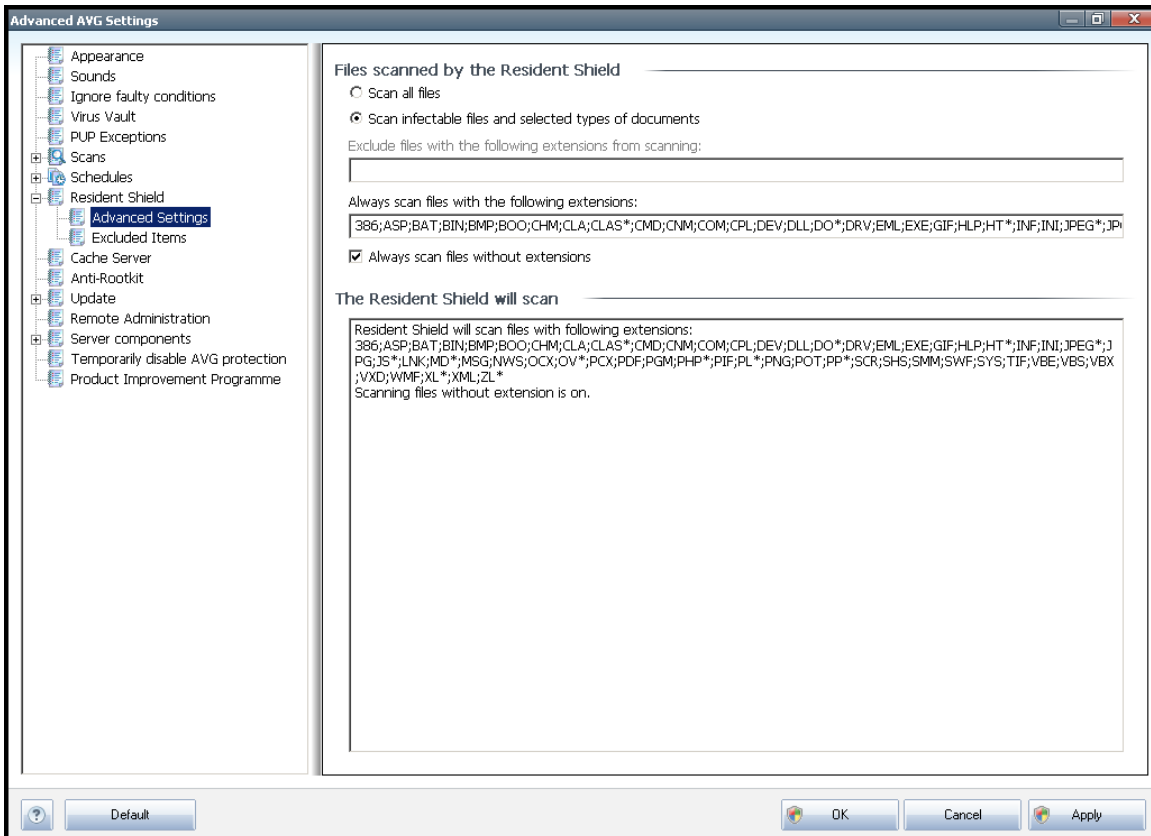 Advanced AVG Settings
Appearance
Sounds
Ignore faulty conditions
Virus Vault
PUP Exceptions
Scans
Schedules
Resident Shield
Advanced Settings
Excluded Items
Cache Server
Anti-Rootkit
Update
Remote Administration
Server components
Temporarily disable AVG protection
Product Improvement Programme
Files scanned by the Resident Shield
Scan all files
Scan infectable files and selected types of documents
Exclude files with the following extensions from scanning:
Always scan files with the following extensions:
386;ASP;BAT;BIN;BMP;BOO;CHM;CLA;CLAS*;CMD;CNM;COM;CPL;DEV;DLL;DO*;DRV;EML;EXE;GIF;HLP;HT*;INF;INI;JPEG*;JP
Always scan files without extensions
The Resident Shield will scan
Resident Shield will scan files with following extensions:
386;ASP;BAT;BIN;BMP;BOO;CHM;CLA;CLAS*;CMD;CNM;COM;CPL;DEV;DLL;DO*;DRV;EML;EXE;GIF;HLP;HT*;INF;INI;JPEG*;J
PG;JS*;LNK;MD*;MSG;NWS;OCX;OV*;PCX;PDF;PGM;PHP*;PIF;PL*;PNG;POT;PP*;SCR;SHS;SMM;SWF;SYS;TIF;VBE;VBS;VBX
;VXD;WMF;XL*;XML;ZL*
Scanning files without extension is on.
?
Default
OK
Cancel
Apply